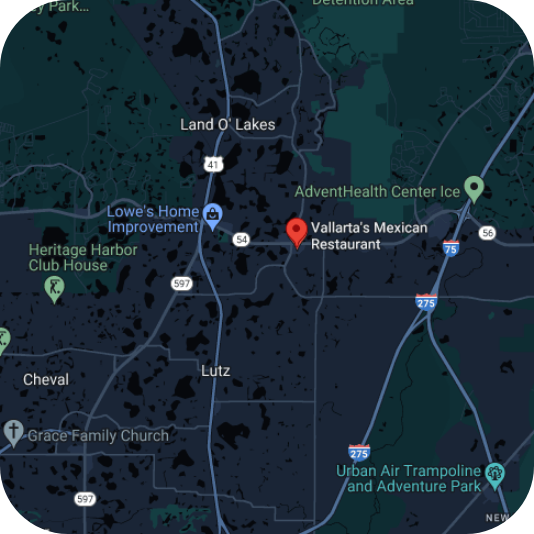 ey Park...
Detention Area
Land O' Lakes
41
AdventHealth Center Ice
Lowe's Home
Improvement
Vallarta's Mexican
Restaurant
54
56
75
Heritage Harbor
Club House
597
275
Lutz
Cheval
Grace Family Church
275
Urban Air Trampoline
and Adventure Park
597
NEW